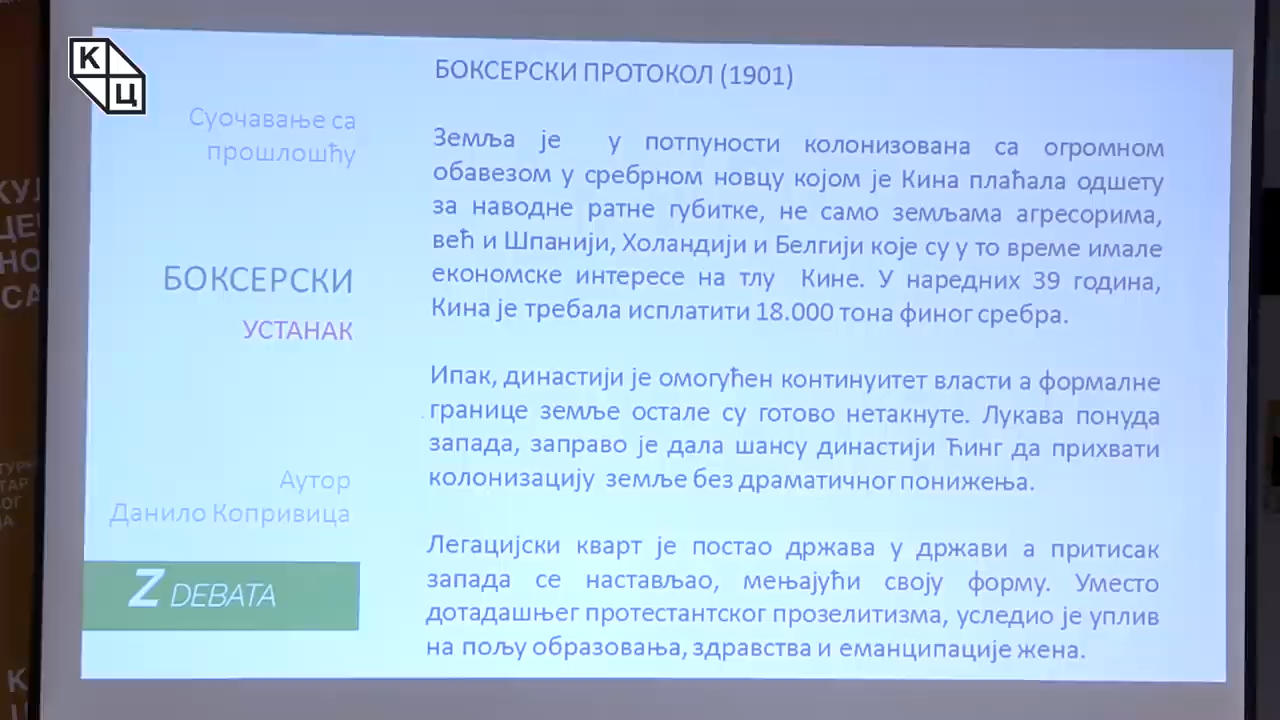 К
Ц
Суочавање са
прошлошћу
БОКСЕРСКИ
УСТАНАК
Аутор
Данило Копривица
Z DEBATA
БОКСЕРСКИ ПРОТОКОЛ (1901)
Земља је у потпуности колонизована са огромном
обавезом у сребрном новцу којом је Кина плаћала одшету
за наводне ратне губитке, не само земљама агресорима,
већ и Шпанији, Холандији и Белгији које су у то време имале
економске интересе на тлу Кине. У наредних 39 година,
Кина је требала исплатити 18.000 тона финог сребра.
Ипак, династији је омогућен континуитет власти а формалне
границе земље остале су готово нетакнуте. Лукава понуда
запада, заправо је дала шансу династији Ћинг да прихвати
колонизацију земље без драматичног понижења.
Легацијски кварт је постао држава у држави а притисак
запада се настављао, мењајући своју форму. Уместо
дотадашњег протестантског прозелитизма, уследио је уплив
на пољу образовања, здравства и еманципације жена.